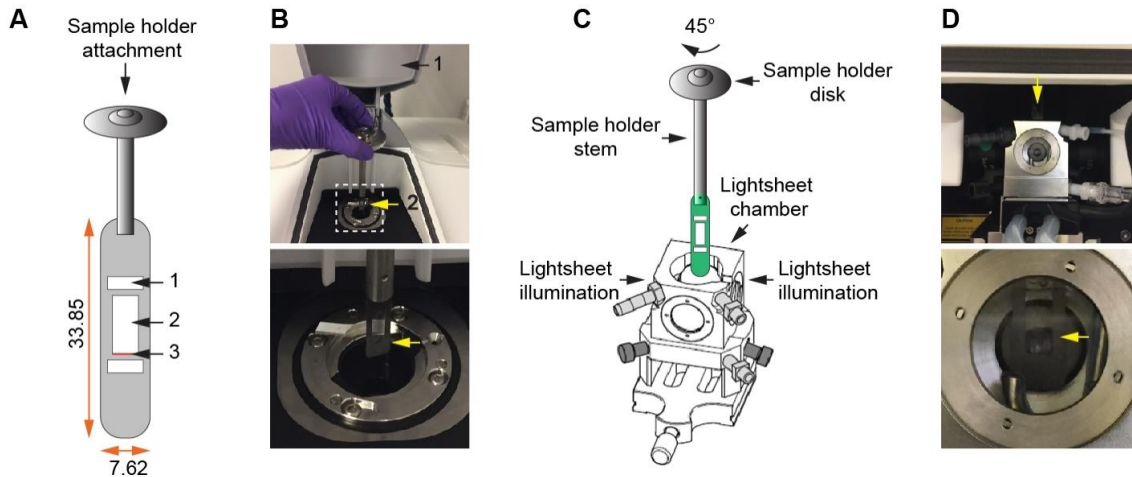 A
Sample holder
attachment
33.85
1
2
3
7.62
B
1
2
C
45°
Sample holder
disk
Sample holder
stem
Lightsheet
chamber
Lightsheet
illumination
Lightsheet
illumination
D